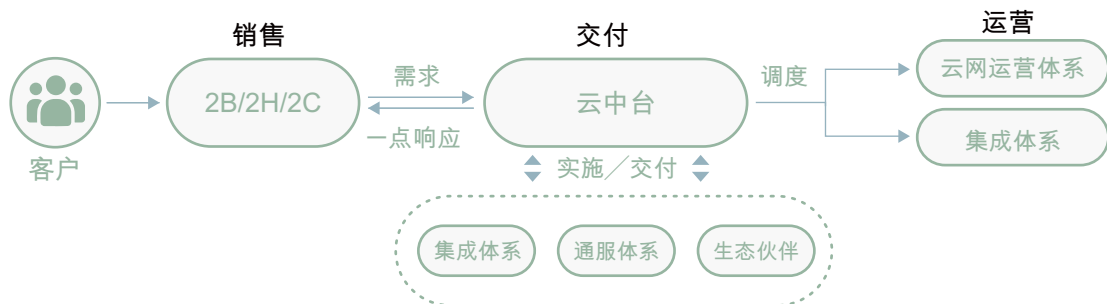 销售
交付
运营
客户
2B/2H/2C
需求
一点响应
云中台
调度
云网运营体系
集成体系
实施／交付
集成体系
通服体系
生态伙伴